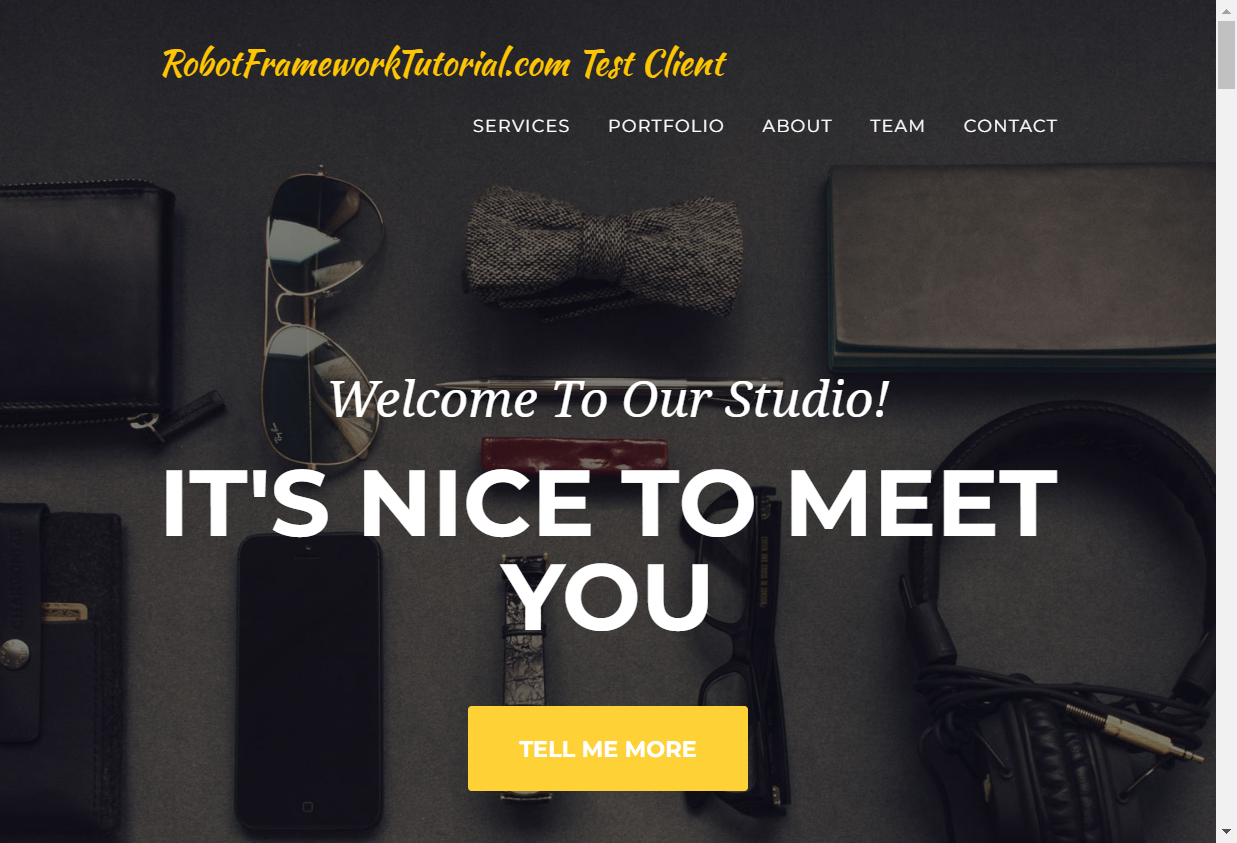 RobotFrameworkTutorial.com Test Client
SERVICES PORTFOLIO ABOUT TEAM CONTACT
Welcome To Our Studio!
IT'S NICE TO MEET
YOU
TELL ME MORE